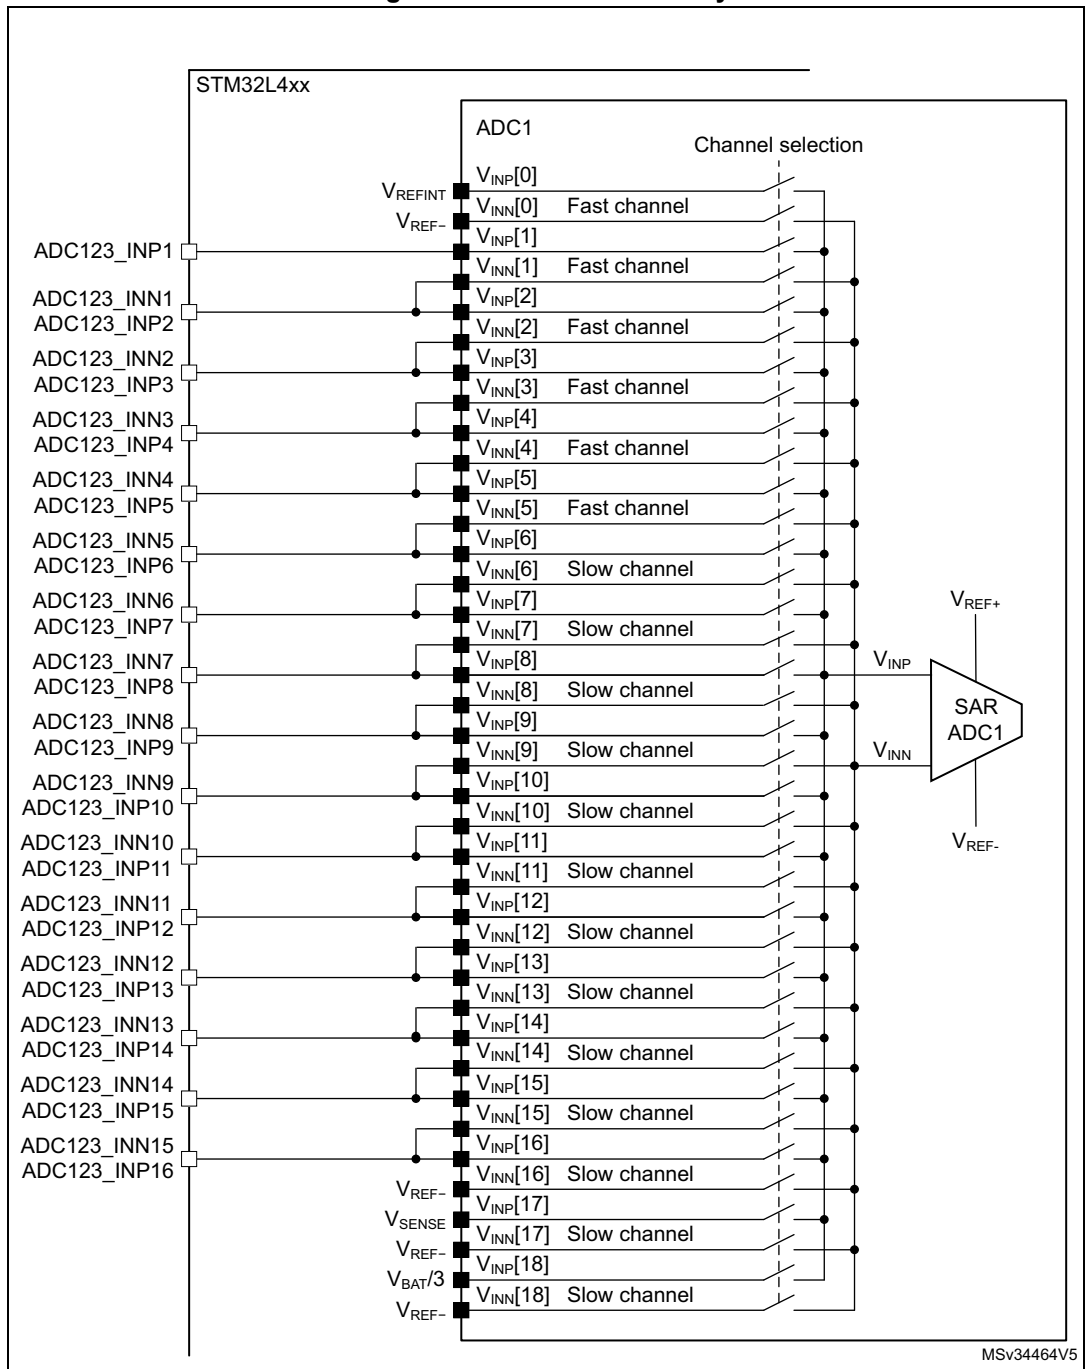 STM32L4xx
ADC1
Channel selection
VREFINT
VINP[0]
VREF−
VINN[0] Fast channel
ADC123_INP1
VINP[1]
VINN[1] Fast channel
ADC123_INN1
ADC123_INP2
VINP[2]
VINN[2] Fast channel
ADC123_INN2
ADC123_INP3
VINP[3]
VINN[3] Fast channel
ADC123_INN3
ADC123_INP4
VINP[4]
VINN[4] Fast channel
ADC123_INN4
ADC123_INP5
VINP[5]
VINN[5] Fast channel
ADC123_INN5
ADC123_INP6
VINP[6]
VINN[6] Slow channel
ADC123_INN6
ADC123_INP7
VINP[7]
VINN[7] Slow channel
ADC123_INN7
ADC123_INP8
VINP[8]
VINN[8] Slow channel
ADC123_INN8
ADC123_INP9
VINP[9]
VINN[9] Slow channel
ADC123_INN9
ADC123_INP10
VINP[10]
VINN[10] Slow channel
ADC123_INN10
ADC123_INP11
VINP[11]
VINN[11] Slow channel
ADC123_INN11
ADC123_INP12
VINP[12]
VINN[12] Slow channel
ADC123_INN12
ADC123_INP13
VINP[13]
VINN[13] Slow channel
ADC123_INN13
ADC123_INP14
VINP[14]
VINN[14] Slow channel
ADC123_INN14
ADC123_INP15
VINP[15]
VINN[15] Slow channel
ADC123_INN15
ADC123_INP16
VINP[16]
VREF−
VINN[16] Slow channel
VSENSE
VINP[17]
VREF−
VINN[17] Slow channel
VBAT/3
VINP[18]
VREF−
VINN[18] Slow channel
VREF+
VINP
SAR
ADC1
VINN
VREF-
MSv34464V5